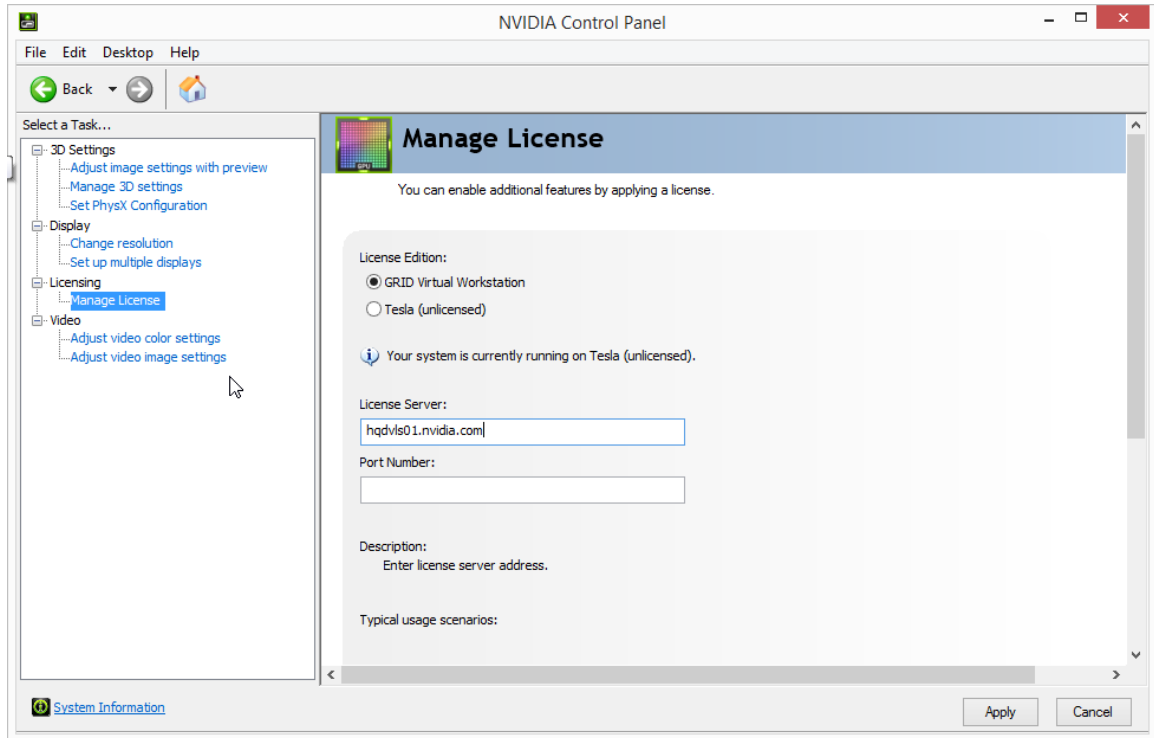 NVIDIA Control Panel
File Edit Desktop Help
Back
Select a Task...
3D Settings
Adjust image settings with preview
Manage 3D settings
Set PhysX Configuration
Display
Change resolution
Set up multiple displays
Licensing
Manage License
Video
Adjust video color settings
Adjust video image settings
System Information
GPU
Manage License
You can enable additional features by applying a license.
License Edition:
GRID Virtual Workstation
Tesla (unlicensed)
Your system is currently running on Tesla (unlicensed).
License Server:
hqdvls01.nvidia.com
Port Number:
Description:
Enter license server address.
Typical usage scenarios:
Apply Cancel